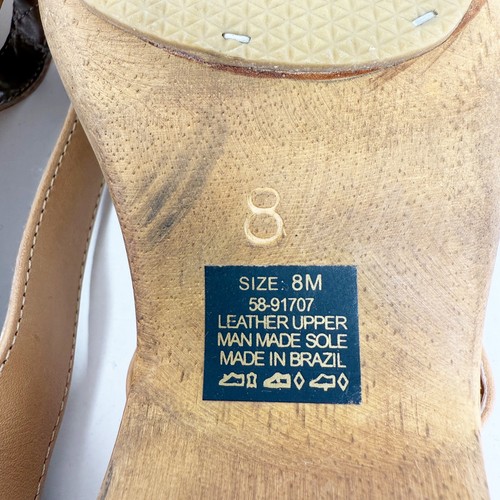 8
SIZE: 8M
58-91707
LEATHER UPPER
MAN MADE SOLE
MADE IN BRAZIL